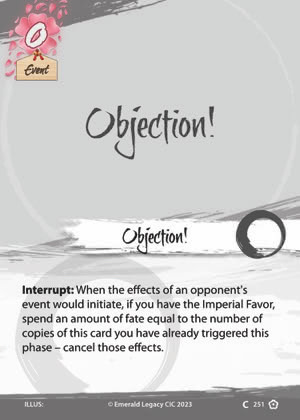 0
Event
Objection!
Objection!
Interrupt: When the effects of an opponent's
event would initiate, if you have the Imperial Favor,
spend an amount of fate equal to the number of
copies of this card you have already triggered this
phase – cancel those effects.
ILLUS: © Emerald Legacy CIC 2023 C 251